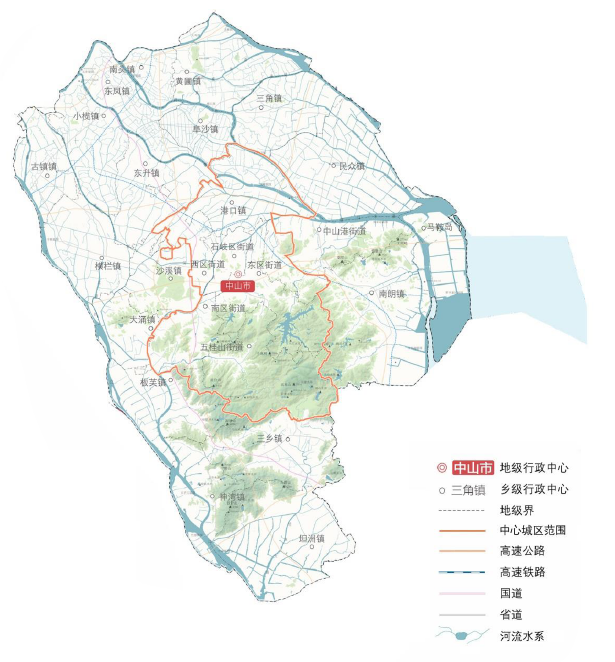 南头镇
黄圃镇
东凤镇
三角镇
小榄镇
阜沙镇
古镇镇
东升镇
民众镇
港口镇
中山港街道
马鞍岛
石岐区街道
横栏镇
沙溪镇
西区街道
东区街道
中山市
南朗镇
南区街道
大涌镇
五桂山街道
板芙镇
三乡镇
神湾镇
坦洲镇
中山市 地级行政中心
三角镇 乡级行政中心
地级界
中心城区范围
高速公路
高速铁路
国道
省道
河流水系